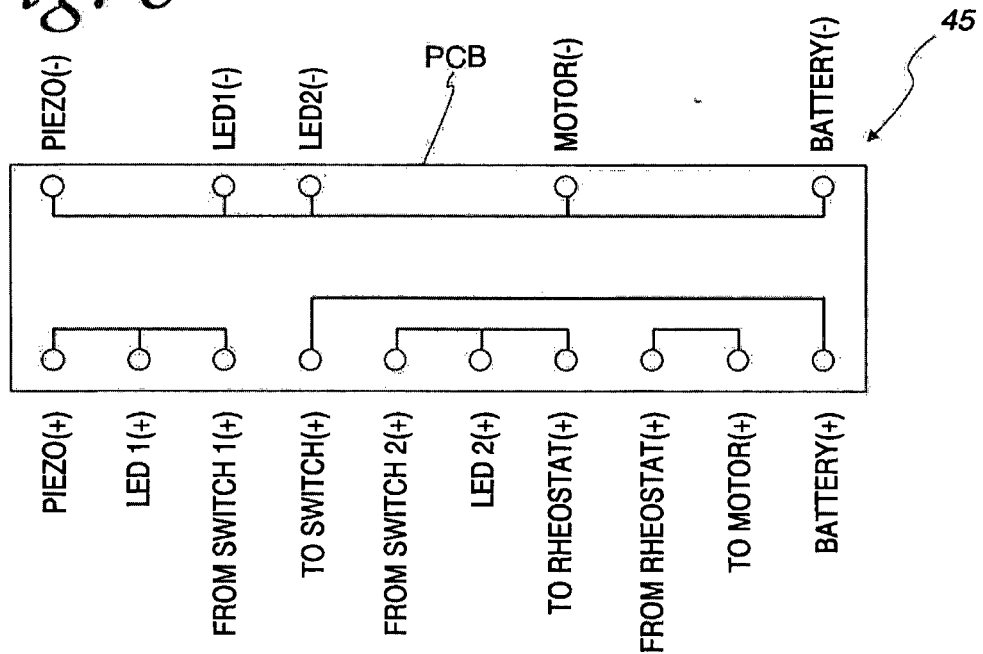 45
PCB
PIEZO(-)
LED1(-)
LED2(-)
MOTOR(-)
BATTERY(-)
PIEZO(+)
LED 1(+)
FROM SWITCH 1(+)
TO SWITCH(+)
FROM SWITCH 2(+)
LED 2(+)
TO RHEOSTAT(+)
FROM RHEOSTAT(+)
TO MOTOR(+)
BATTERY(+)